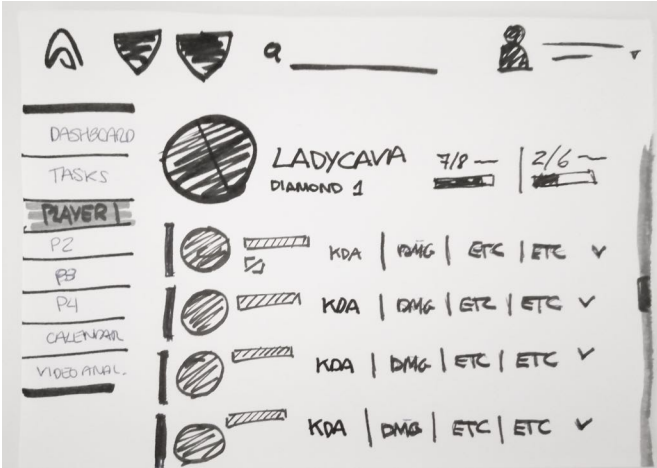 DASHBOARD
TASKS
PLAYER 1
P2
P3
P4
CALENDAR
VIDEO ANAL.
LADYCAVA 7/8 2/6
DIAMOND 1
KDA | DMG | ETC | ETC
KDA | DMG | ETC | ETC
KDA | DMG | ETC | ETC
KDA | DMG | ETC | ETC